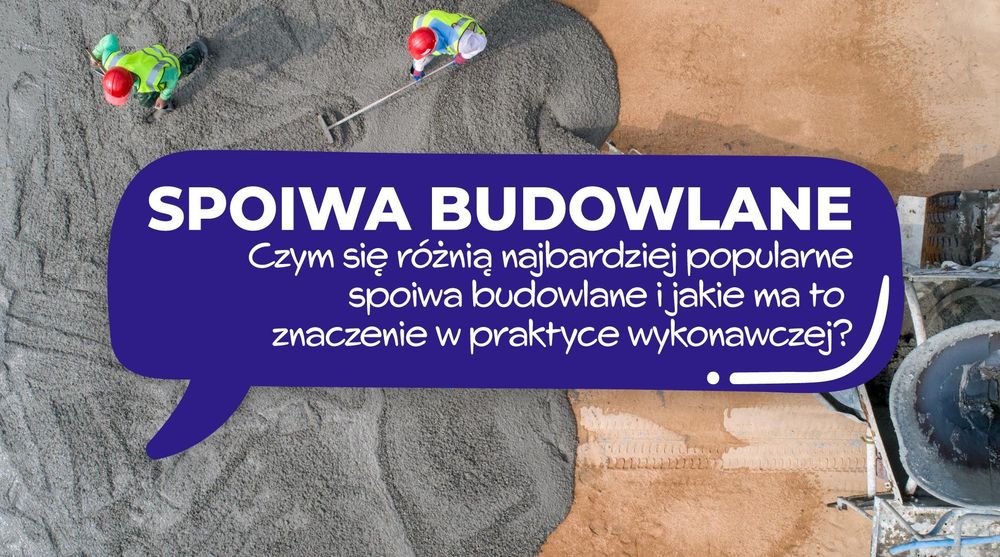 SPOIWA BUDOWLANE
Czym się różnią najbardziej popularne
spoiwa budowlane i jakie ma to
znaczenie w praktyce wykonawczej?